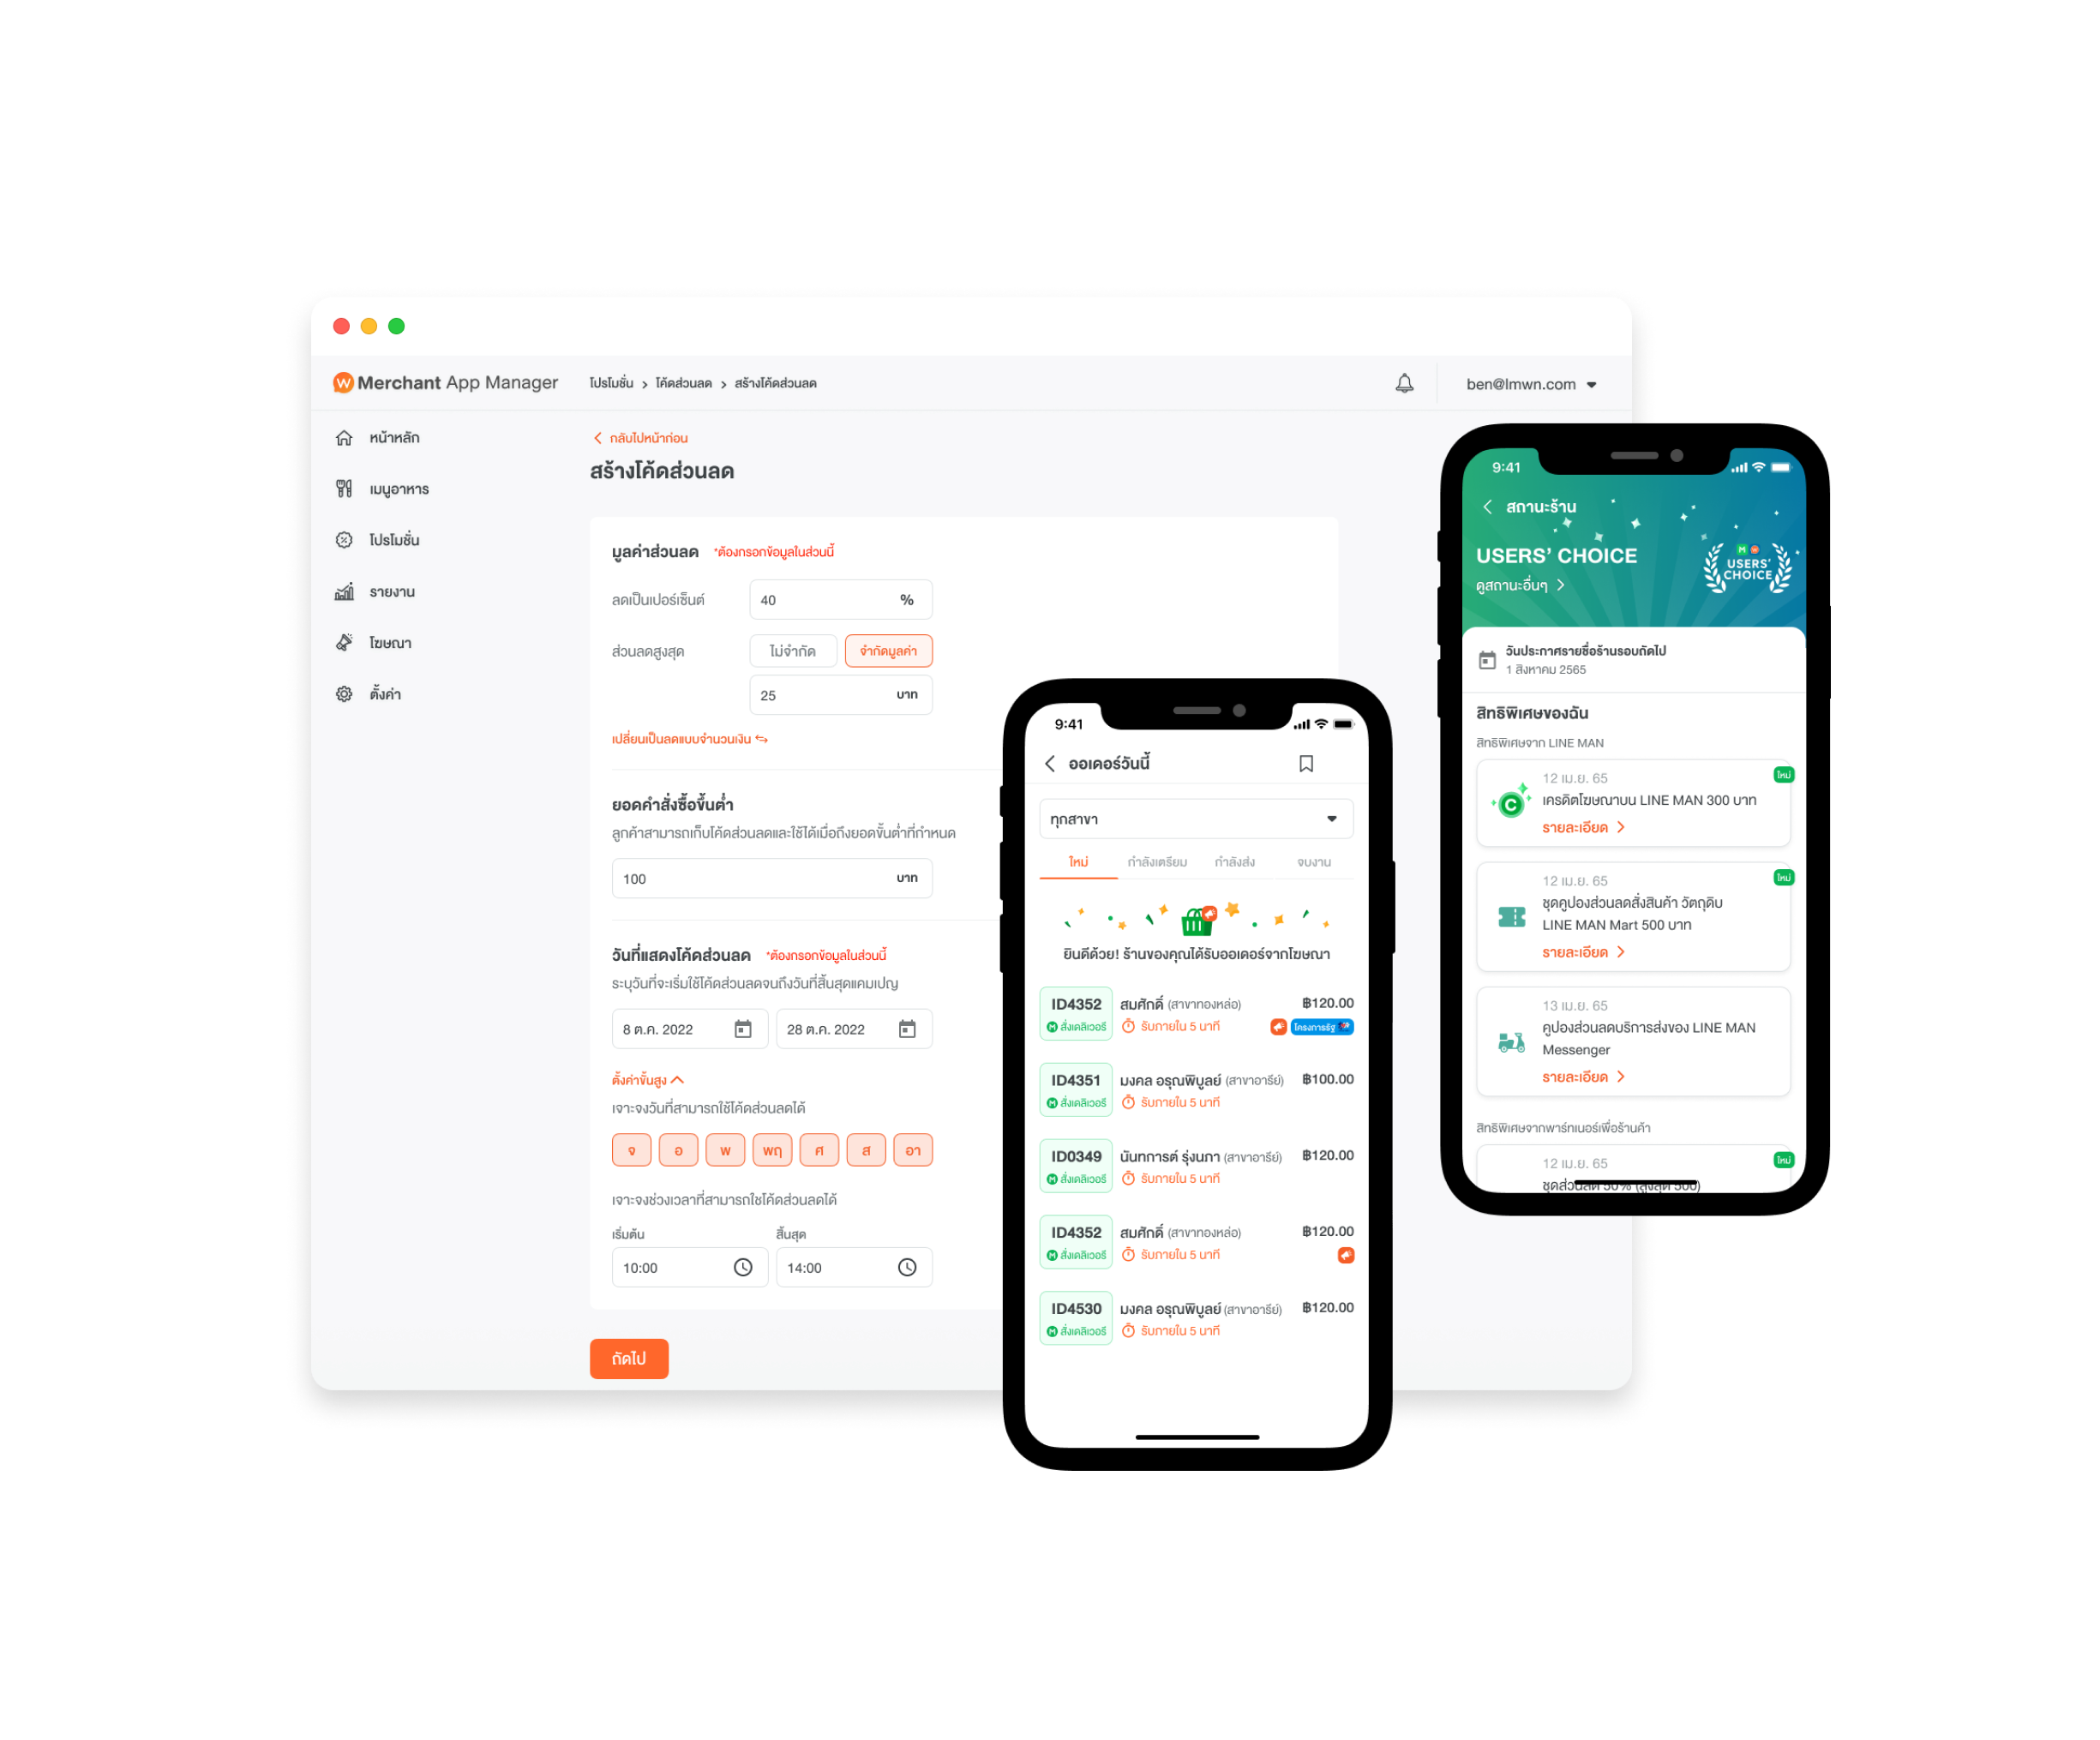 Merchant App Manager
โปรโมชั่น > โค้ดส่วนลด > สร้างโค้ดส่วนลด
ben@lmwn.com
หน้าหลัก
เมนูอาหาร
โปรโมชั่น
รายงาน
โฆษณา
ตั้งค่า
กลับไปหน้าก่อน
สร้างโค้ดส่วนลด
มูลค่าส่วนลด *ต้องกรอกข้อมูลในส่วนนี้
ลดเป็นเปอร์เซ็นต์ 40 %
ส่วนลดสูงสุด ไม่จำกัด จำกัดมูลค่า
25 บาท
เปลี่ยนเป็นลดแบบจำนวนเงิน
ยอดคำสั่งซื้อขึ้นต่ำ
ลูกค้าสามารถเก็บโค้ดส่วนลดและใช้ได้เมื่อถึงยอดขั้นต่ำที่กำหนด
100 บาท
วันที่แสดงโค้ดส่วนลด *ต้องกรอกข้อมูลในส่วนนี้
ระบุวันที่จะเริ่มใช้โค้ดส่วนลดจนถึงวันที่สิ้นสุดแคมเปญ
8 ต.ค. 2022 28 ต.ค. 2022
ตั้งค่าขั้นสูง
เจาะจงวันที่สามารถใช้โค้ดส่วนลดได้
จ อ พ พฤ ศ ส อา
เจาะจงช่วงเวลาที่สามารถใชโค้ดส่วนลดได้
เริ่มต้น สิ้นสุด
10:00 14:00
ถัดไป
9:41
ออเดอร์วันนี้
ทุกสาขา
ใหม่ กำลังเตรียม กำลังส่ง จบงาน
ยินดีด้วย! ร้านของคุณได้รับออเดอร์จากโฆษณา
ID4352 สมศักดิ์ (สาขาทองหล่อ) ฿120.00
สั่งเดลิเวอรี รับภายใน 5 นาที โครงการรัฐ
ID4351 มงคล อรุณพิบูลย์ (สาขาอารีย์) ฿100.00
สั่งเดลิเวอรี รับภายใน 5 นาที
ID0349 นันทการต์ รุ่งนภา (สาขาอารีย์) ฿120.00
สั่งเดลิเวอรี รับภายใน 5 นาที
ID4352 สมศักดิ์ (สาขาทองหล่อ) ฿120.00
สั่งเดลิเวอรี รับภายใน 5 นาที
ID4530 มงคล อรุณพิบูลย์ (สาขาอารีย์) ฿120.00
สั่งเดลิเวอรี รับภายใน 5 นาที
9:41
สถานะร้าน
USERS' CHOICE
ดูสถานะอื่นๆ
USERS'
CHOICE
วันประกาศรายชื่อร้านรอบถัดไป
1 สิงหาคม 2565
สิทธิพิเศษของฉัน
สิทธิพิเศษจาก LINE MAN
12 เม.ย. 65 ใหม่
เครดิตโฆษณาบน LINE MAN 300 บาท
รายละเอียด
12 เม.ย. 65 ใหม่
ชุดคูปองส่วนลดสั่งสินค้า วัตถุดิบ
LINE MAN Mart 500 บาท
รายละเอียด
13 เม.ย. 65
คูปองส่วนลดบริการส่งของ LINE MAN
Messenger
รายละเอียด
สิทธิพิเศษจากพาร์ทเนอร์เพื่อร้านค้า
12 เม.ย. 65 ใหม่
ชุดส่วนลด 50% (สูงสุด 500)